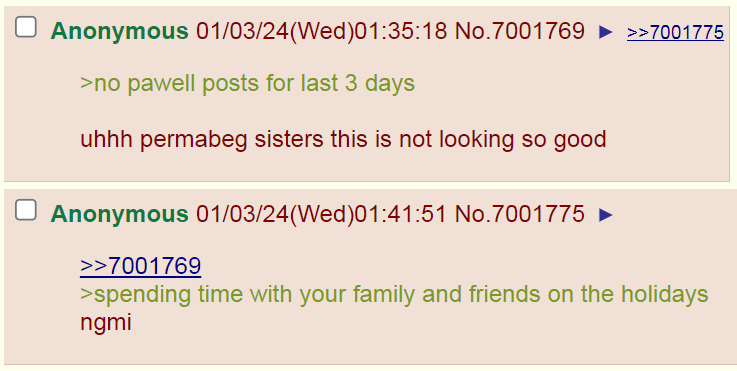 Anonymous 01/03/24(Wed)01:35:18 No.7001769 ► >>7001775
>no pawell posts for last 3 days
uhhh permabeg sisters this is not looking so good
Anonymous 01/03/24(Wed)01:41:51 No.7001775 ►
>>7001769
>spending time with your family and friends on the holidays
ngmi